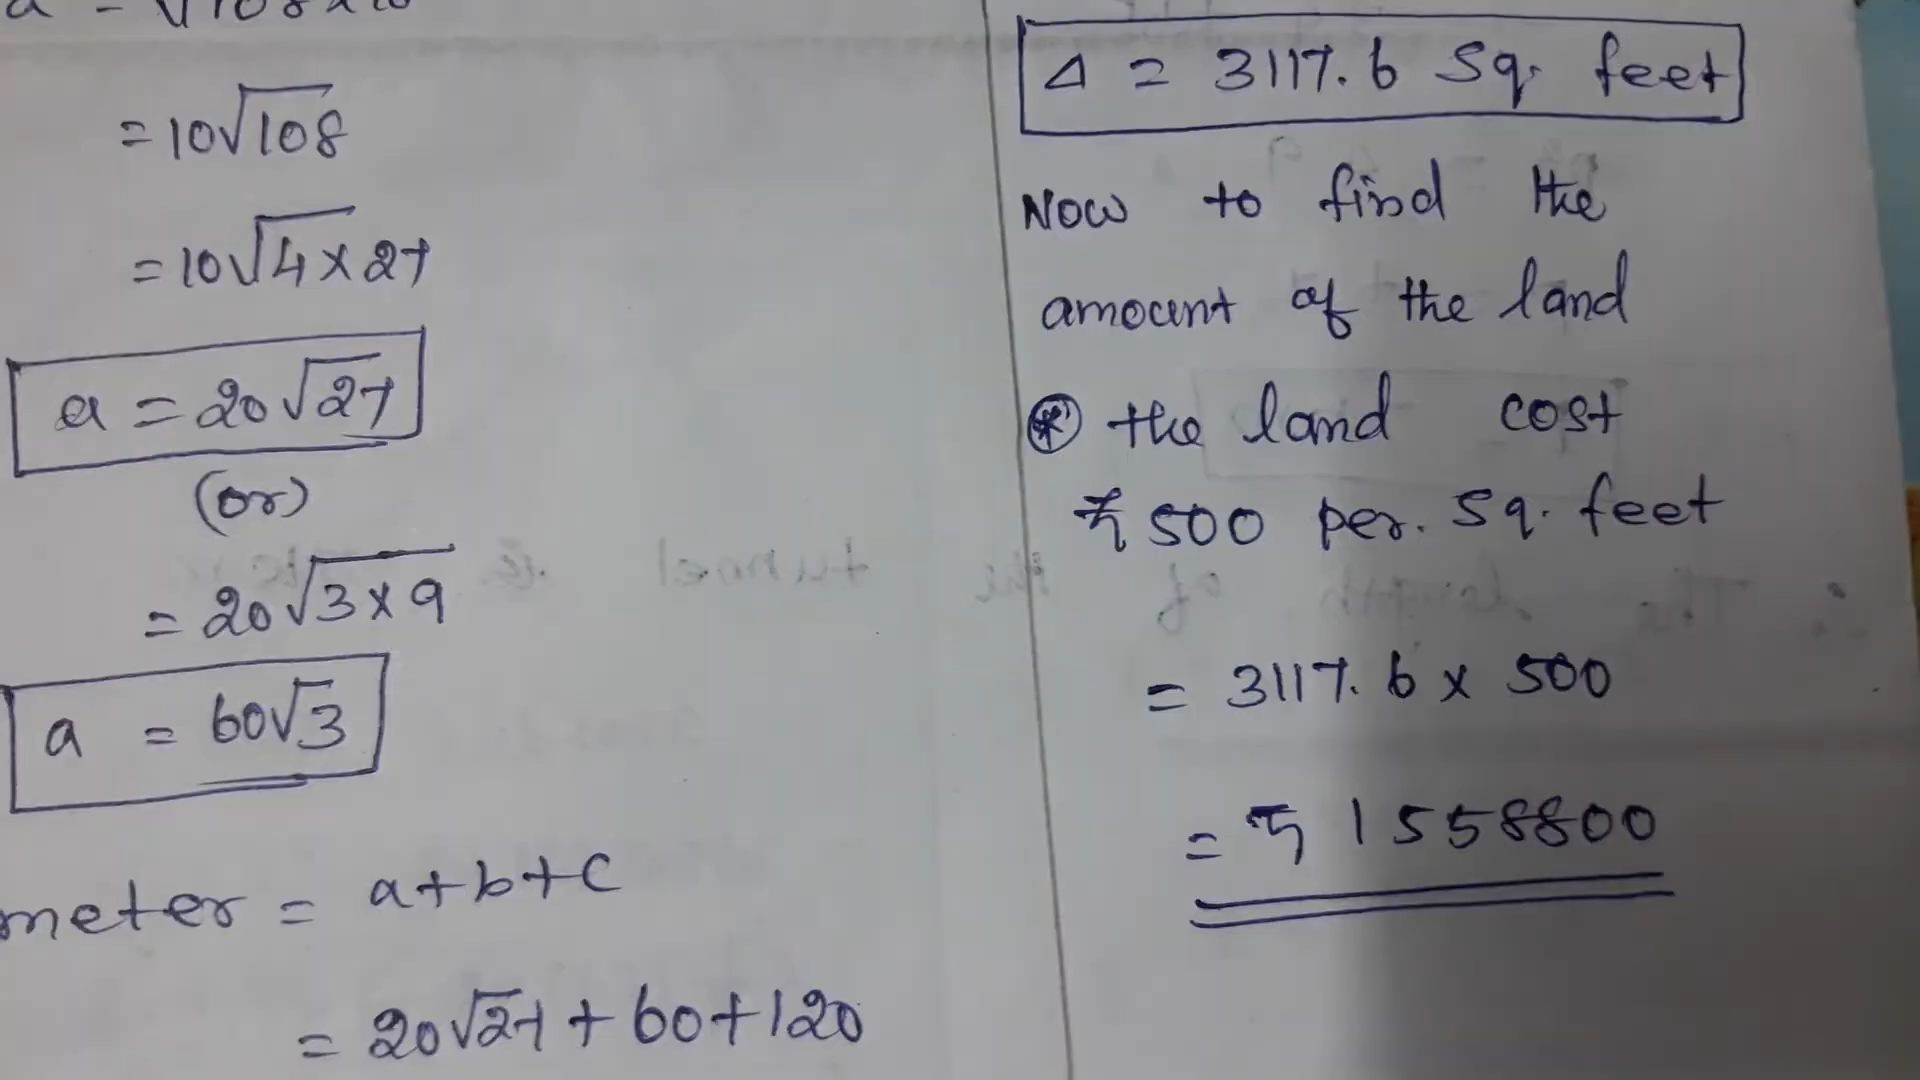 = 10√108
= 10√4 × 27
a = 20√27
(or)
= 20√3 × 9
a = 60√3
meter = a+b+c
= 20√27 + 60+120
Δ = 3117.6 Sq. feet
Now to find the
amount of the land
⊛ the land cost
₹ 500 per. Sq. feet
= 3117.6 × 500
= ₹ 1558800